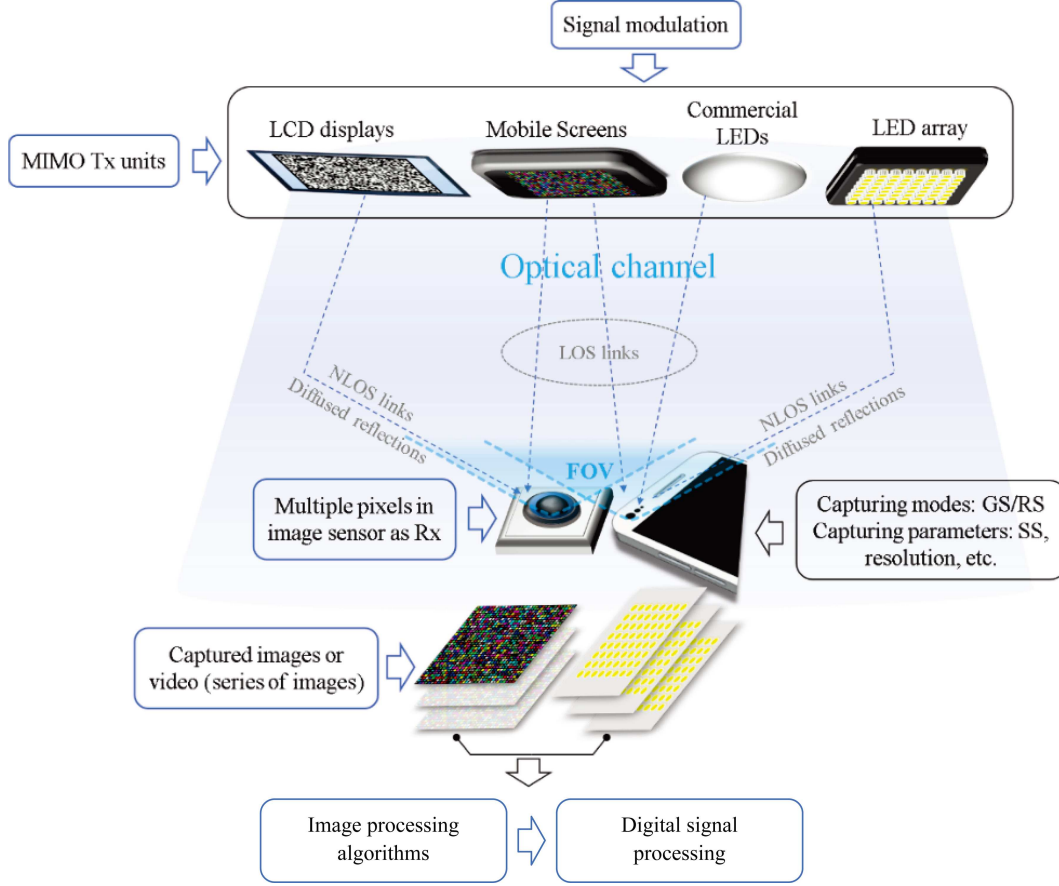 Signal modulation
MIMO Tx units
LCD displays
Mobile Screens
Commercial
LEDs
LED array
Optical channel
LOS links
NLOS links
Diffused reflections
NLOS links
Diffused reflections
FOV
Multiple pixels in
image sensor as Rx
Capturing modes: GS/RS
Capturing parameters: SS,
resolution, etc.
Captured images or
video (series of images)
Image processing
algorithms
Digital signal
processing